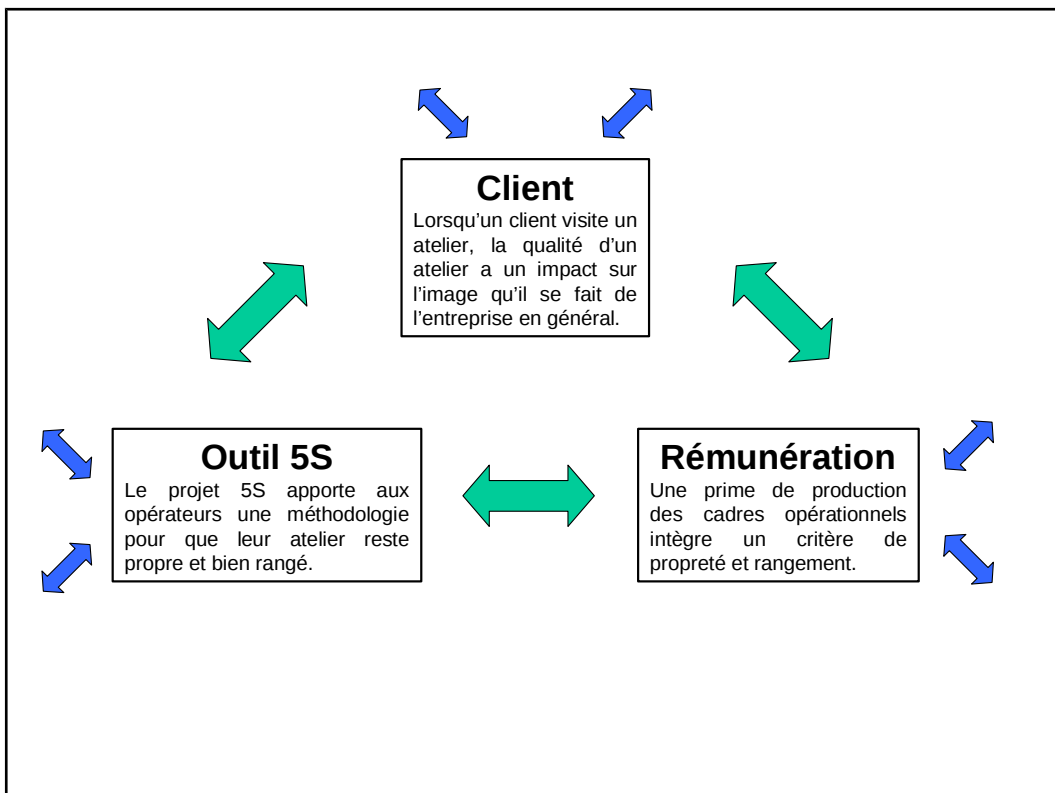 Client
Lorsqu'un client visite un
atelier, la qualité d’un
atelier a un impact sur
l’image qu’il se fait de
l’entreprise en général.
Outil 5S
Le projet 5S apporte aux
opérateurs une méthodologie
pour que leur atelier reste
propre et bien rangé.
Rémunération
Une prime de production
des cadres opérationnels
intègre un critère de
propreté et rangement.